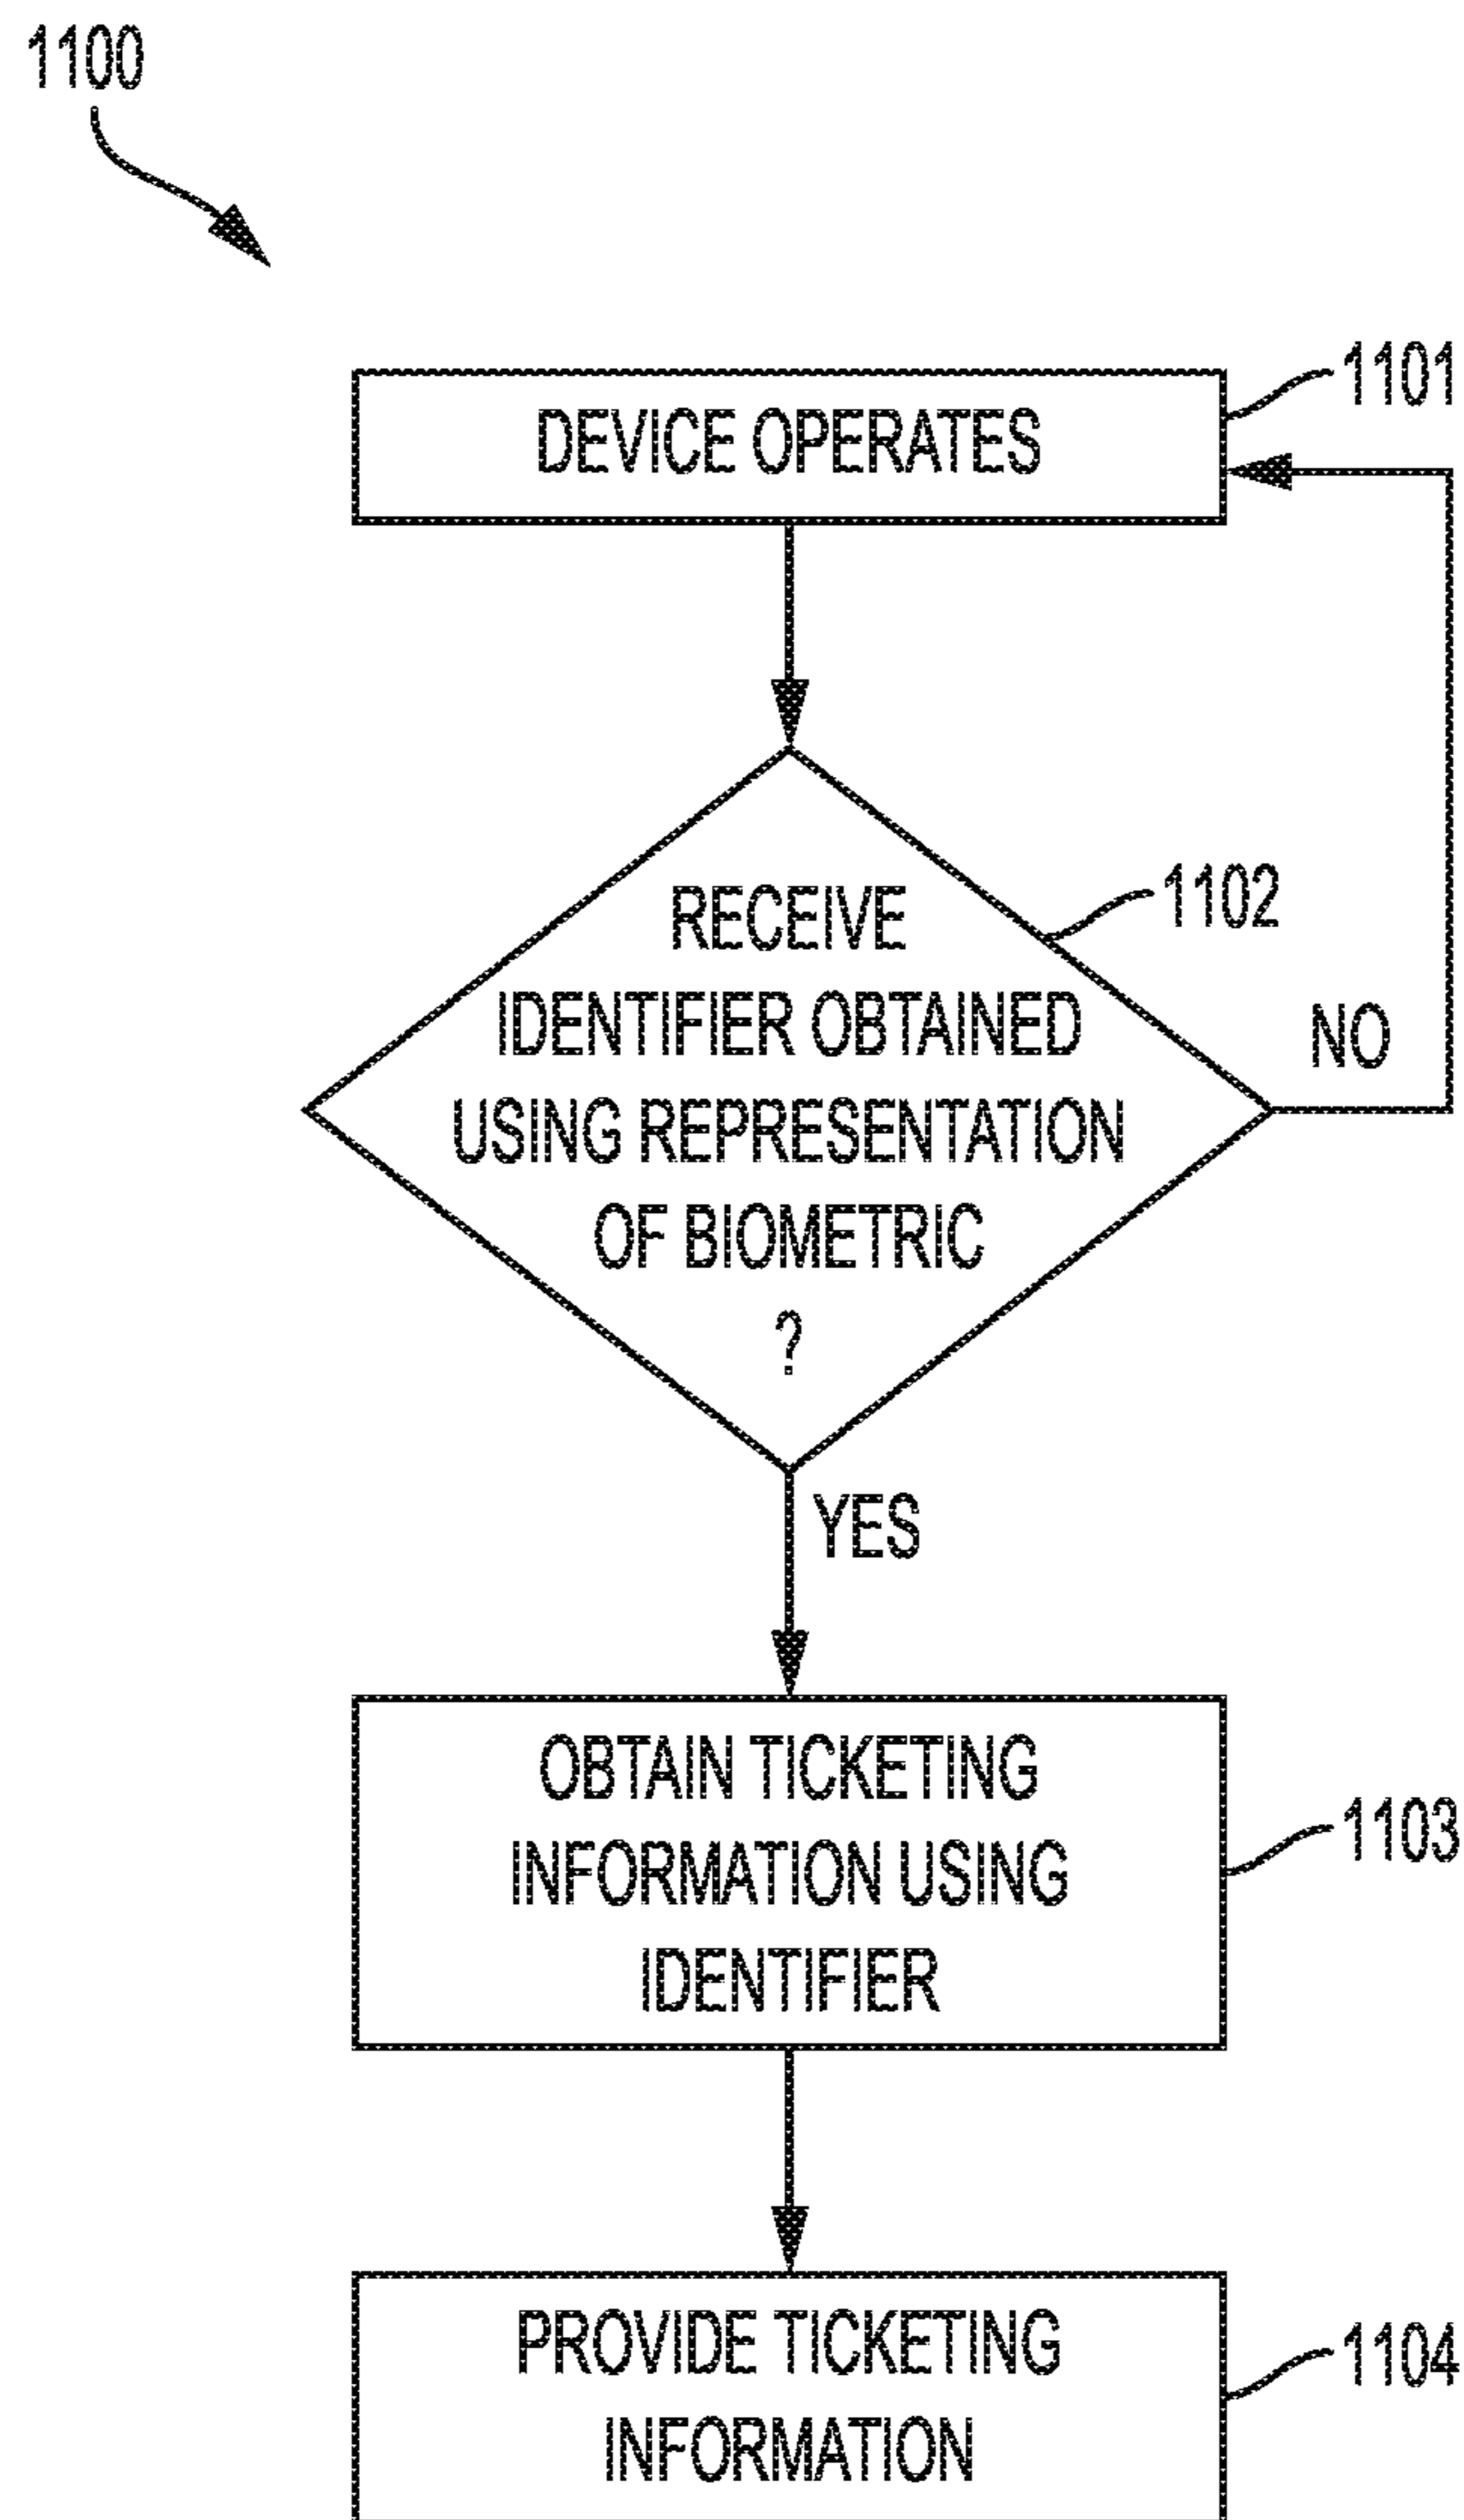 1100
DEVICE OPERATES
1101
RECEIVE
IDENTIFIER OBTAINED
USING REPRESENTATION
OF BIOMETRIC
?
1102
NO
YES
OBTAIN TICKETING
INFORMATION USING
IDENTIFIER
1103
PROVIDE TICKETING
INFORMATION
1104